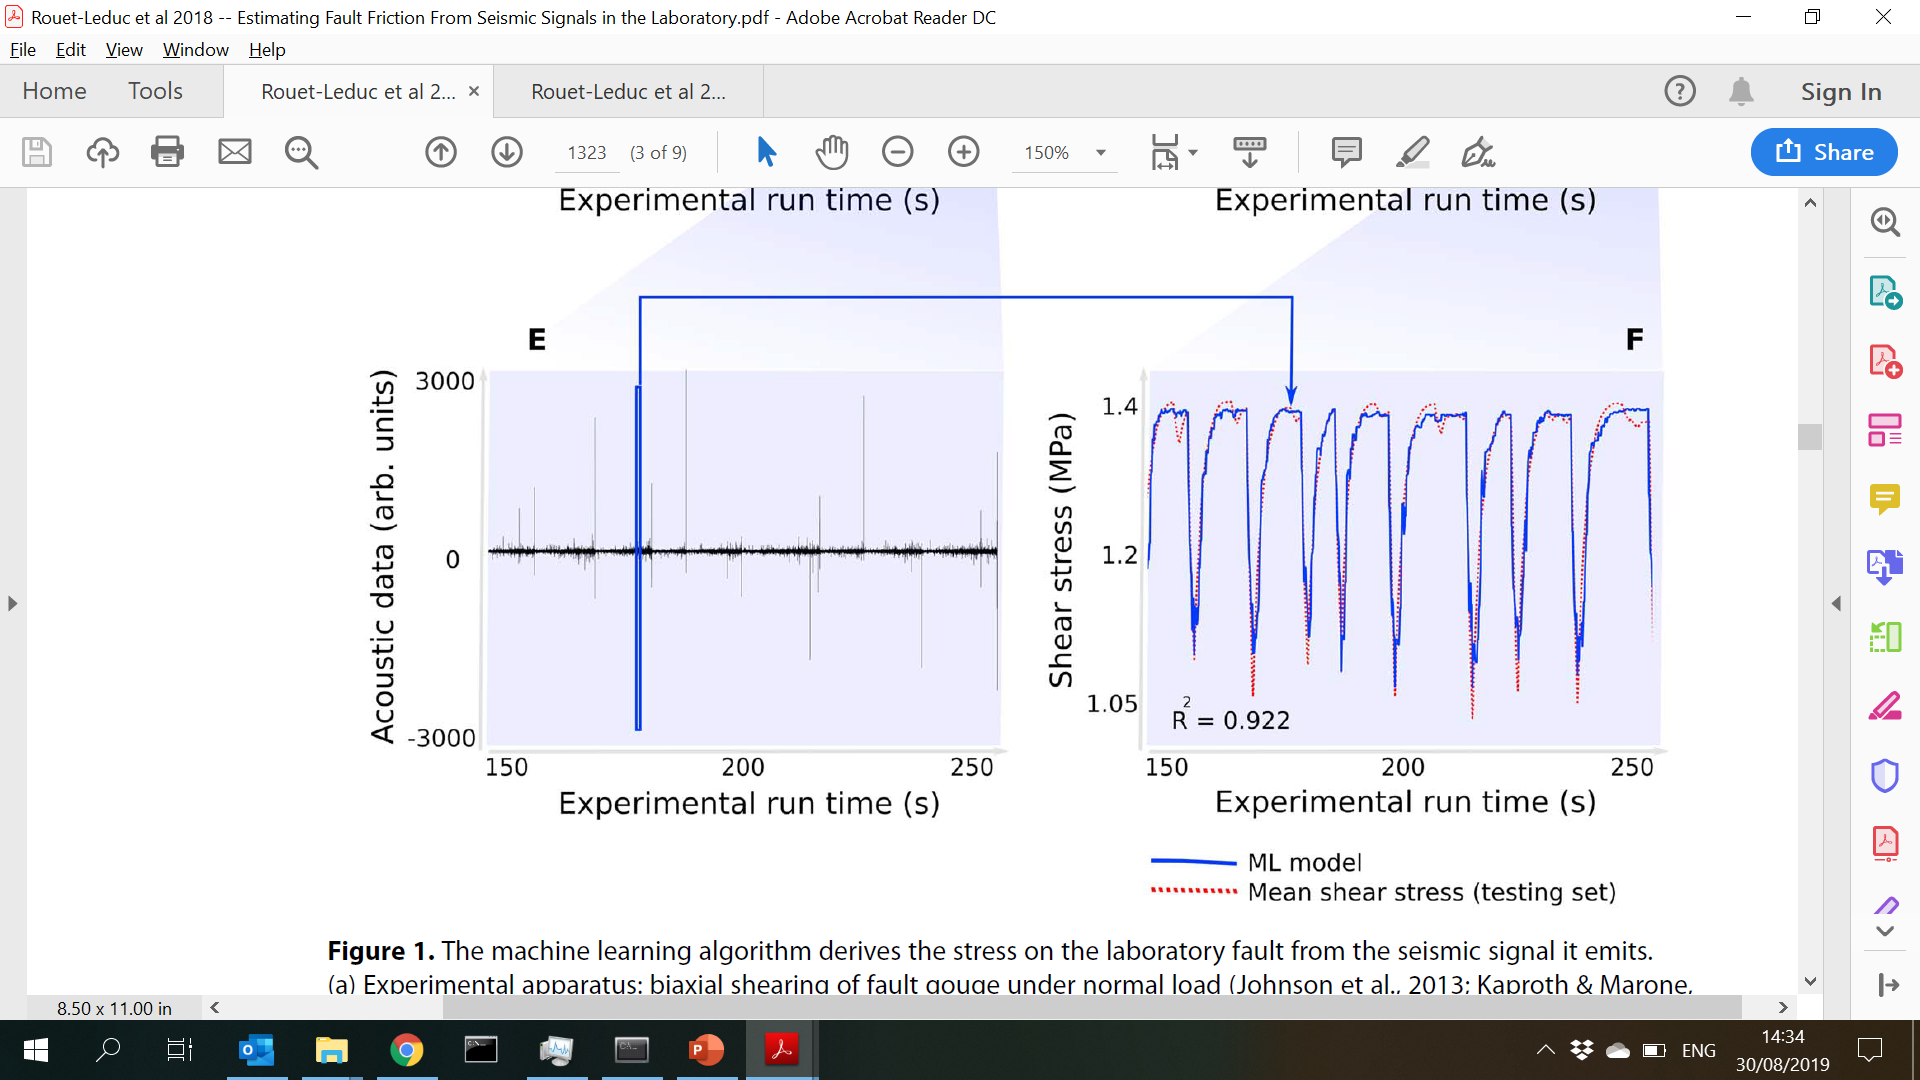 Rouet-Leduc et al 2018 -- Estimating Fault Friction From Seismic Signals in the Laboratory.pdf - Adobe Acrobat Reader DC
File Edit View Window Help
Home Tools Rouet-Leduc et al 2... × Rouet-Leduc et al 2... Sign In
1323 (3 of 9) 150% Share
Experimental run time (s) Experimental run time (s)
E
Acoustic data (arb. units)
3000
0
-3000
150 200 250
Experimental run time (s)
F
Shear stress (MPa)
1.4
1.2
1.05
R2 = 0.922
150 200 250
Experimental run time (s)
ML model
Mean shear stress (testing set)
Figure 1. The machine learning algorithm derives the stress on the laboratory fault from the seismic signal it emits.
(a) Experimental apparatus: biaxial shearing of fault gouge under normal load (Johnson et al., 2013; Kaproth & Marone,
8.50 x 11.00 in
ENG
14:34
30/08/2019